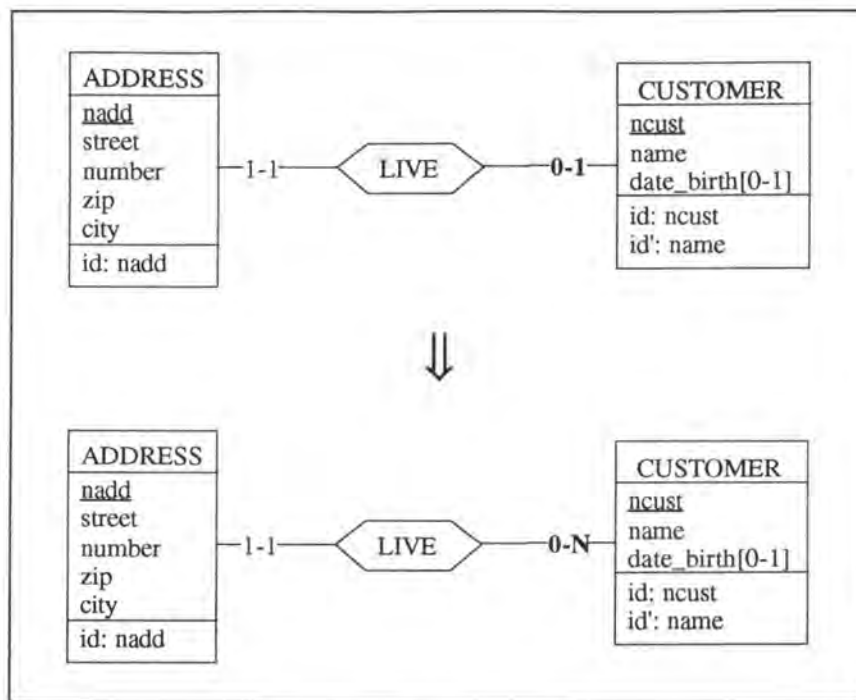 ADDRESS
nadd
street
number
zip
city
id: nadd
1-1
LIVE
0-1
CUSTOMER
ncust
name
date_birth[0-1]
id: ncust
id': name
⇓
ADDRESS
nadd
street
number
zip
city
id: nadd
1-1
LIVE
0-N
CUSTOMER
ncust
name
date_birth[0-1]
id: ncust
id': name